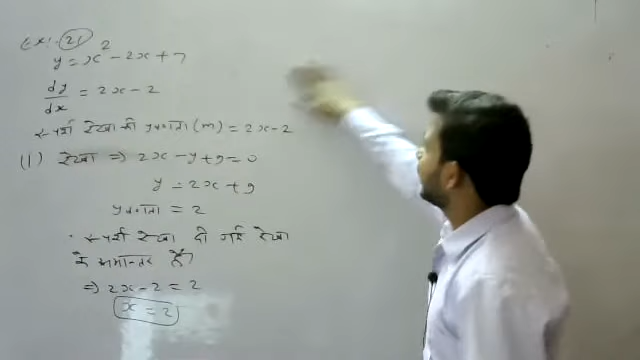 Ex: 21
y = x² - 2x + 7
dy/dx = 2x - 2
स्पर्श रेखा की प्रवणता (m) = 2x - 2
(1) रेखा ⇒ 2x - y + 9 = 0
y = 2x + 9
प्रवणता = 2
∵ स्पर्श रेखा दी गई रेखा
के समान्तर है।
⇒ 2x - 2 = 2
x = 2